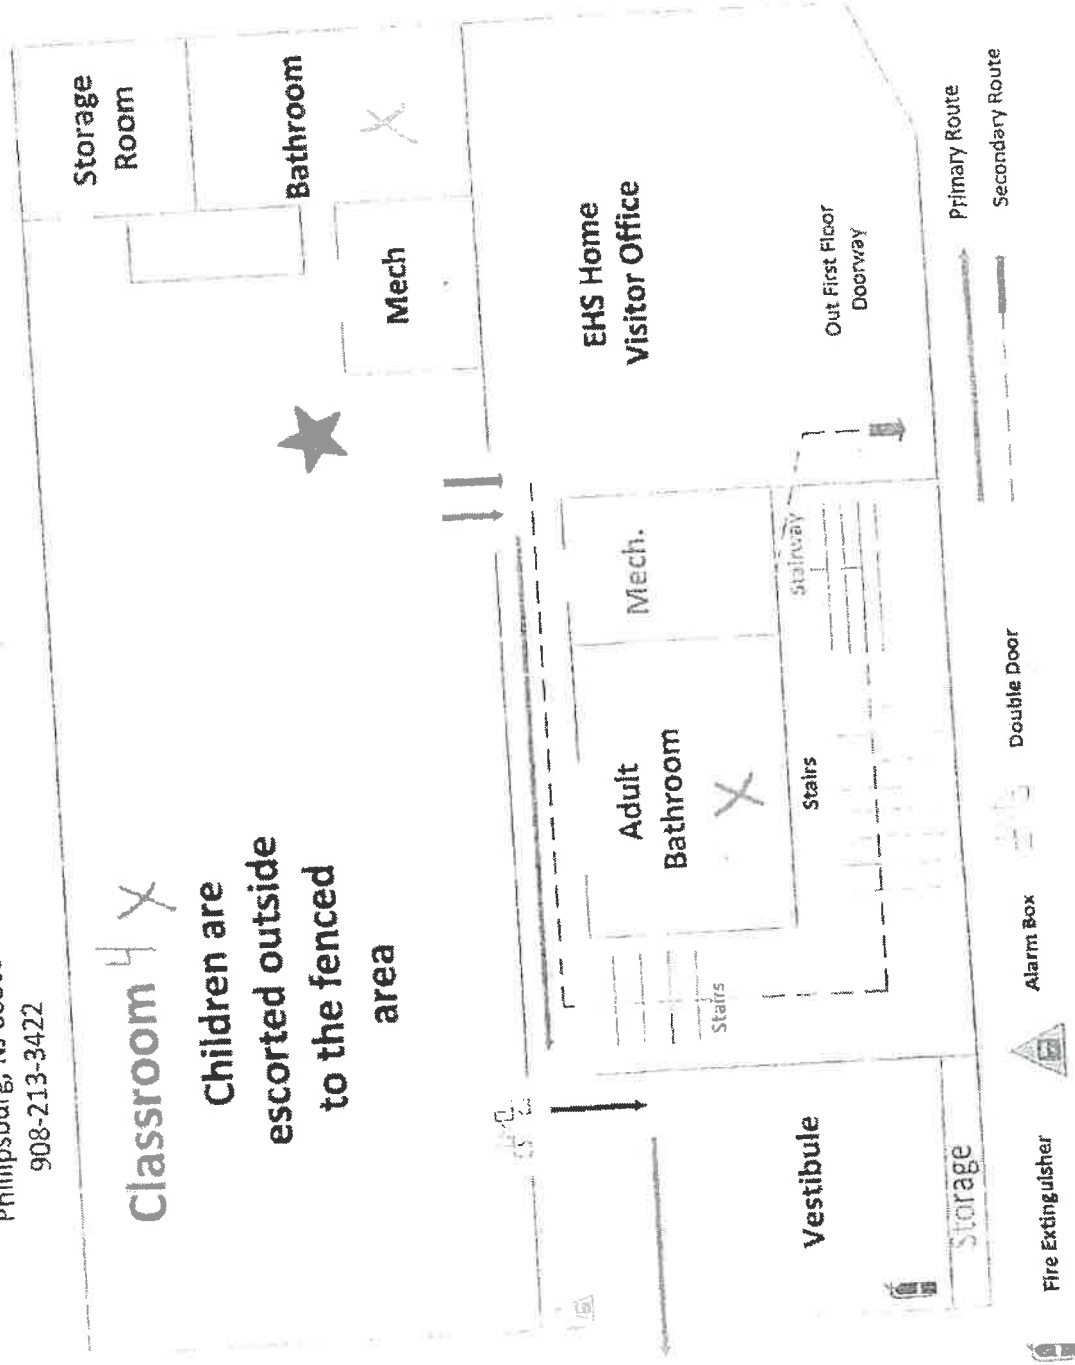 908-213-3422
Classroom 4 X
Children are
escorted outside
to the fenced
area
Storage
Room
Bathroom
X
Mech
EHS Home
Visitor Office
Adult
Bathroom
X
Mech.
Stairs
Stairs
Stairway
Out First Floor
Doorway
Vestibule
Storage
Fire Extinguisher
Alarm Box
Double Door
Primary Route
Secondary Route